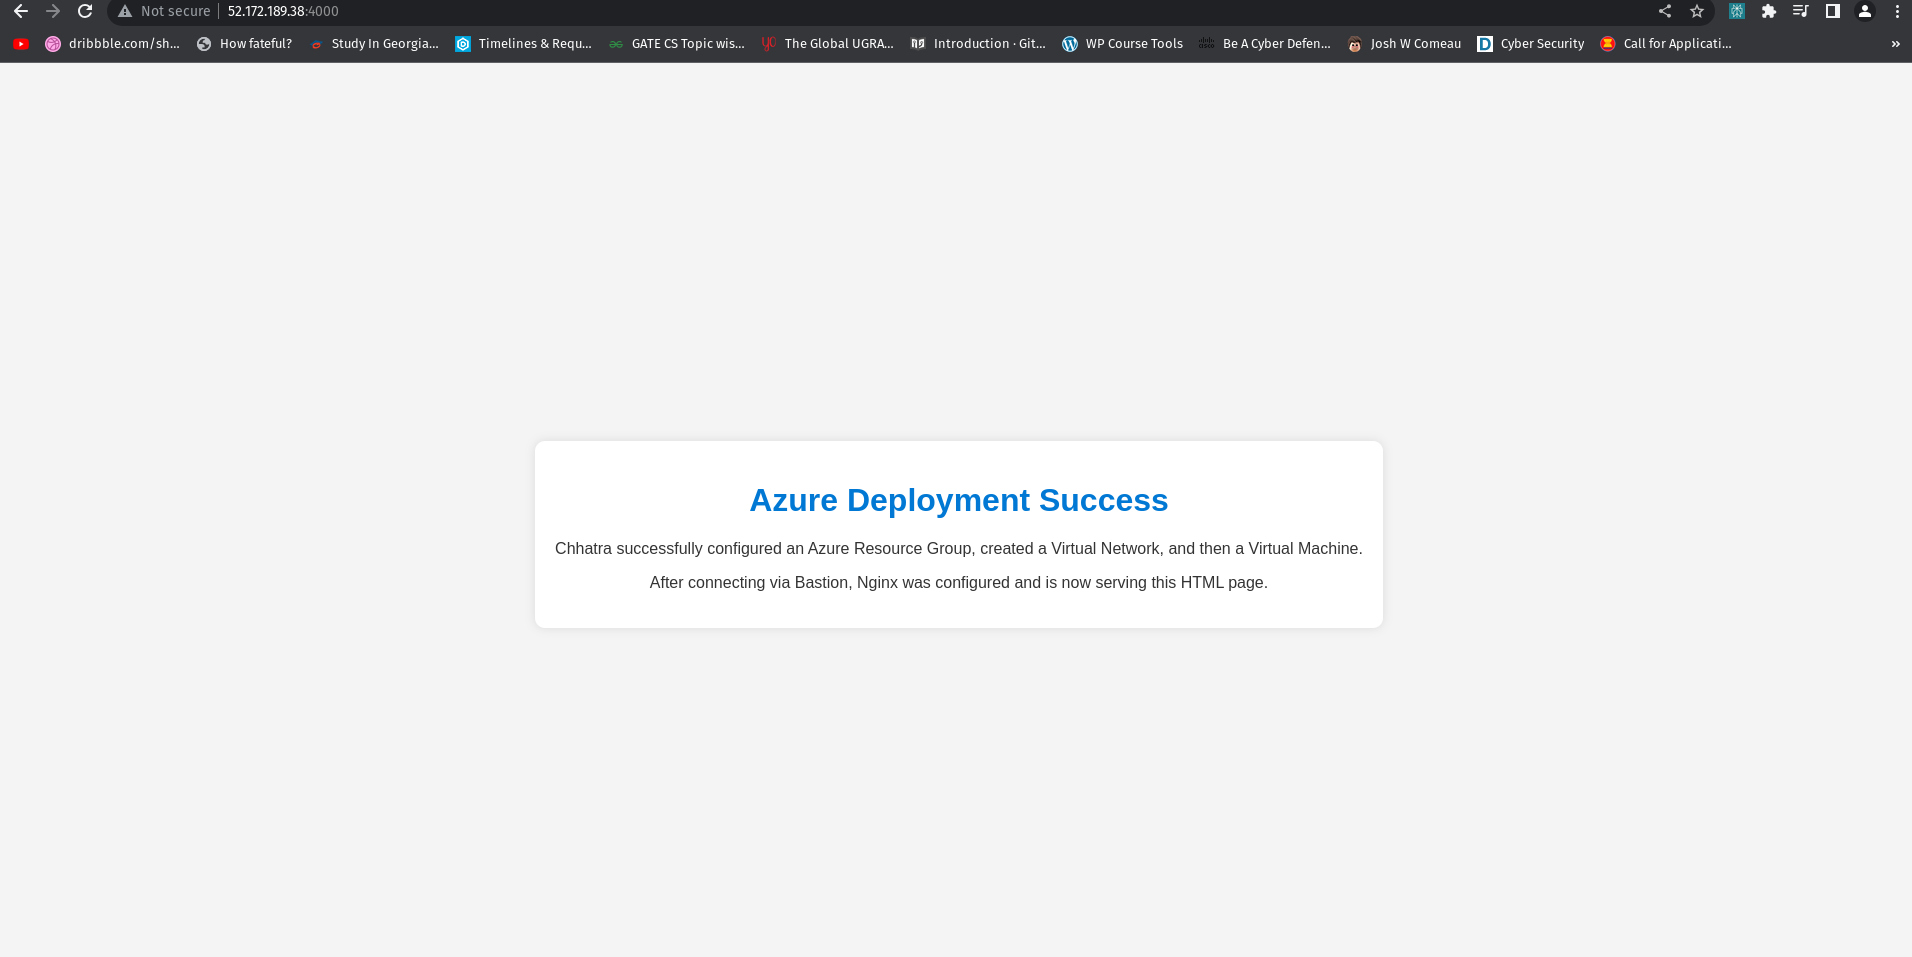 Not secure | 52.172.189.38:4000
dribbble.com/sh... How fateful? Study In Georgia... Timelines & Requ... GATE CS Topic wis... The Global UGRA... Introduction · Git... WP Course Tools Be A Cyber Defen... Josh W Comeau Cyber Security Call for Applicati... »
Azure Deployment Success
Chhatra successfully configured an Azure Resource Group, created a Virtual Network, and then a Virtual Machine.
After connecting via Bastion, Nginx was configured and is now serving this HTML page.